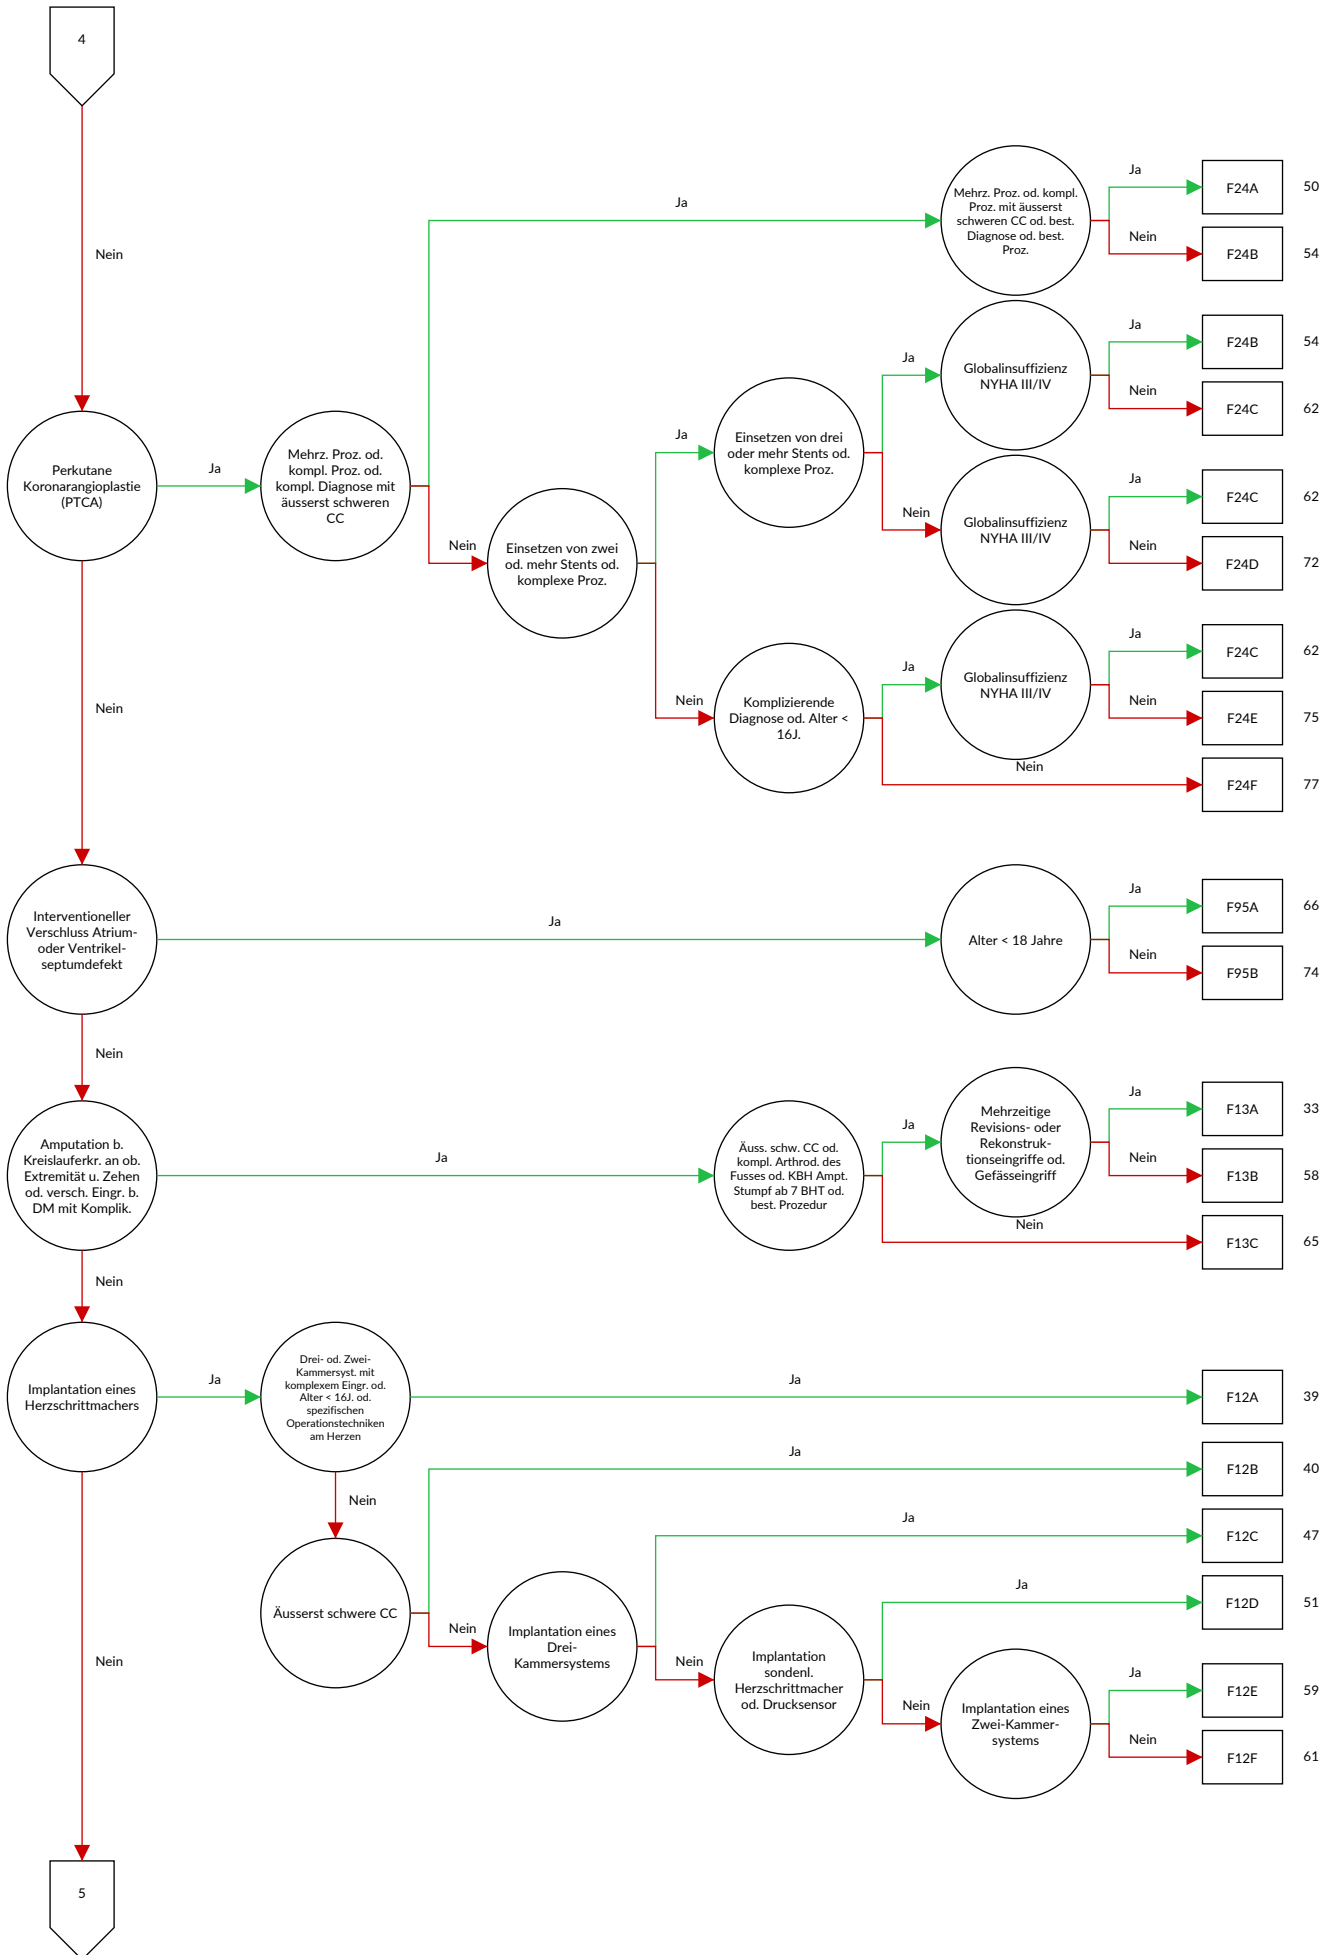 4
Nein
Perkutane
Koronarangioplastie
(PTCA)
Ja
Mehrz. Proz. od.
kompl. Proz. od.
kompl. Diagnose mit
äusserst schweren
CC
Ja
Mehrz. Proz. od. kompl.
Proz. mit äusserst
schweren CC od. best.
Diagnose od. best.
Proz.
Ja
F24A
50
Nein
F24B
54
Nein
Einsetzen von zwei
od. mehr Stents od.
komplexe Proz.
Ja
Einsetzen von drei
oder mehr Stents od.
komplexe Proz.
Ja
Globalinsuffizienz
NYHA III/IV
Ja
F24B
54
Nein
F24C
62
Nein
Globalinsuffizienz
NYHA III/IV
Ja
F24C
62
Nein
F24D
72
Nein
Komplizierende
Diagnose od. Alter <
16J.
Ja
Globalinsuffizienz
NYHA III/IV
Ja
F24C
62
Nein
F24E
75
Nein
F24F
77
Nein
Interventioneller
Verschluss Atrium-
oder Ventrikel-
septumdefekt
Ja
Alter < 18 Jahre
Ja
F95A
66
Nein
F95B
74
Nein
Amputation b.
Kreislauferkr. an ob.
Extremität u. Zehen
od. versch. Eingr. b.
DM mit Komplik.
Ja
Äuss. schw. CC od.
kompl. Arthrod. des
Fusses od. KBH Ampt.
Stumpf ab 7 BHT od.
best. Prozedur
Ja
Mehrzeitige
Revisions- oder
Rekonstruk-
tionseingriffe od.
Gefässeingriff
Ja
F13A
33
Nein
F13B
58
Nein
F13C
65
Nein
Implantation eines
Herzschrittmachers
Ja
Drei- od. Zwei-
Kammersyst. mit
komplexem Eingr. od.
Alter < 16J. od.
spezifischen
Operationstechniken
am Herzen
Ja
F12A
39
Nein
Äusserst schwere CC
Ja
F12B
40
Nein
Implantation eines
Drei-
Kammersystems
Ja
F12C
47
Nein
Implantation
sondenl.
Herzschrittmacher
od. Drucksensor
Ja
F12D
51
Nein
Implantation eines
Zwei-Kammer-
systems
Ja
F12E
59
Nein
F12F
61
Nein
5